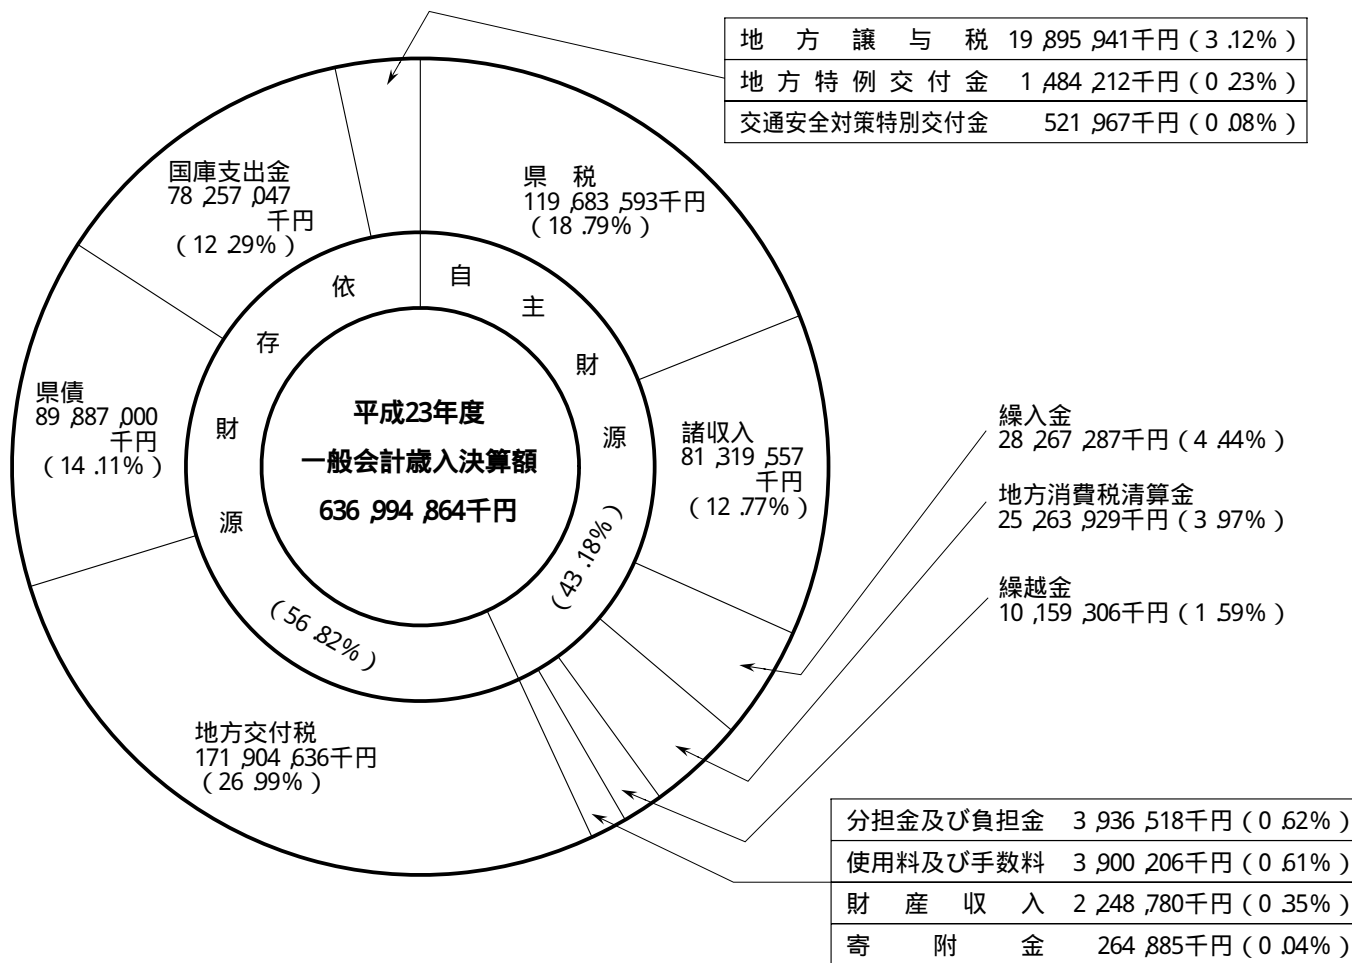 地方譲与税 19,895,941千円(3.12%)
地方特例交付金 1,484,212千円(0.23%)
交通安全対策特別交付金 521,967千円(0.08%)
国庫支出金
78,257,047
千円
(12.29%)
県 税
119,683,593千円
(18.79%)
依存財源
(56.82%)
自主財源
(43.18%)
県債
89,887,000
千円
(14.11%)
平成23年度
一般会計歳入決算額
636,994,864千円
諸収入
81,319,557
千円
(12.77%)
繰入金
28,267,287千円(4.44%)
地方消費税清算金
25,263,929千円(3.97%)
繰越金
10,159,306千円(1.59%)
地方交付税
171,904,636千円
(26.99%)
分担金及び負担金 3,936,518千円(0.62%)
使用料及び手数料 3,900,206千円(0.61%)
財産収入 2,248,780千円(0.35%)
寄附金 264,885千円(0.04%)